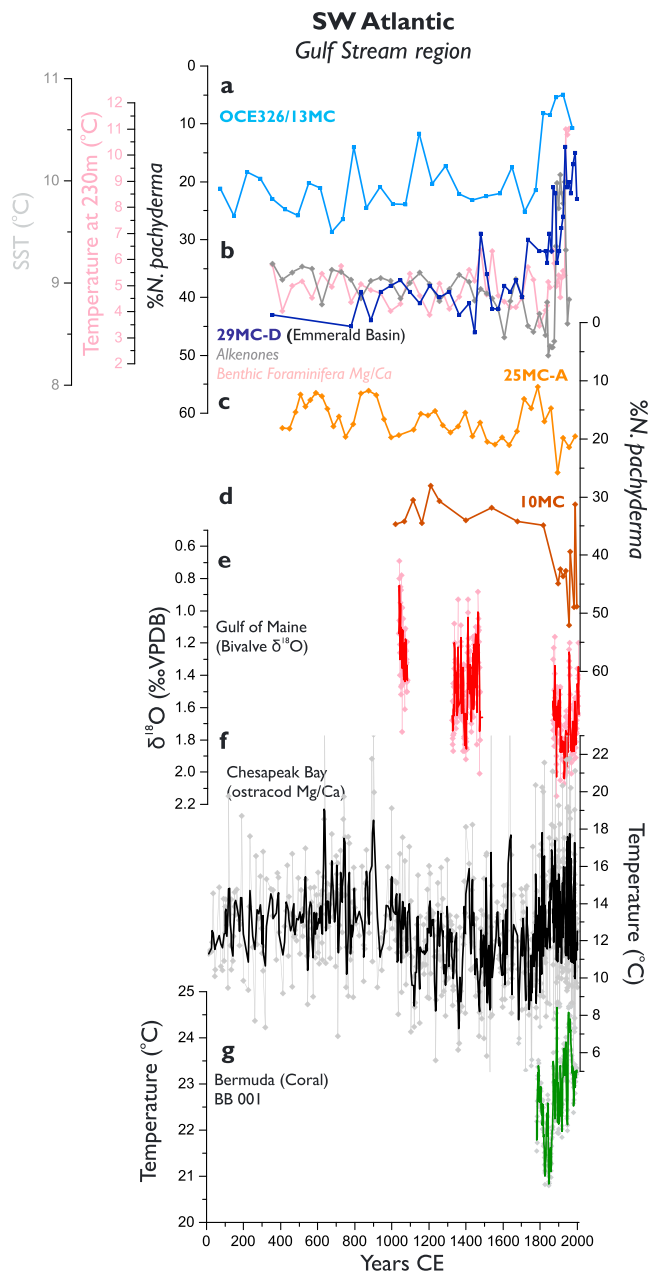 SW Atlantic
Gulf Stream region
a
OCE326/13MC
0
10
20
30
40
50
60
%N. pachyderma
12
11
10
9
8
7
6
5
4
3
2
Temperature at 230m (°C)
11
10
9
8
SST (°C)
b
29MC-D (Emmerald Basin)
Alkenones
Benthic Foraminifera Mg/Ca
25MC-A
c
0
10
20
30
40
50
60
%N. pachyderma
d
10MC
e
Gulf of Maine
(Bivalve δ¹⁸O)
0.6
0.8
1.0
1.2
1.4
1.6
1.8
2.0
2.2
δ¹⁸O (‰VPDB)
f
Chesapeak Bay
(ostracod Mg/Ca)
22
20
18
16
14
12
10
8
6
Temperature (°C)
g
Bermuda (Coral)
BB 001
25
24
23
22
21
20
Temperature (°C)
0 200 400 600 800 1000 1200 1400 1600 1800 2000
Years CE